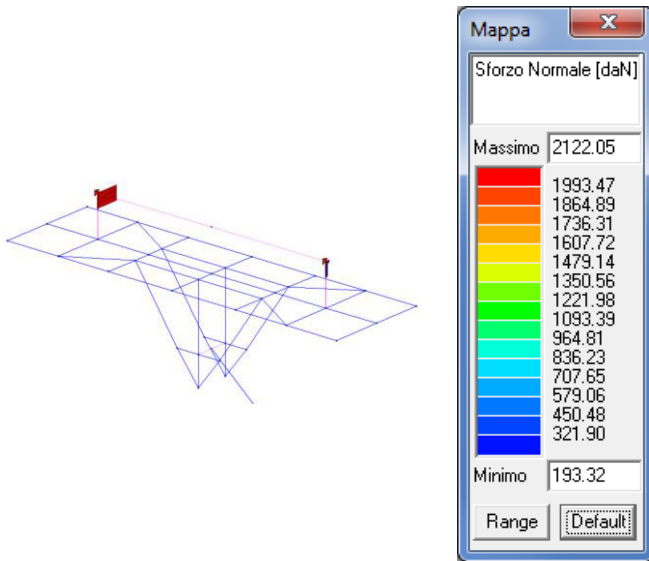 Mappa
Sforzo Normale [daN]
Massimo 2122.05
1993.47
1864.89
1736.31
1607.72
1479.14
1350.56
1221.98
1093.39
964.81
836.23
707.65
579.06
450.48
321.90
Minimo 193.32
Range Default